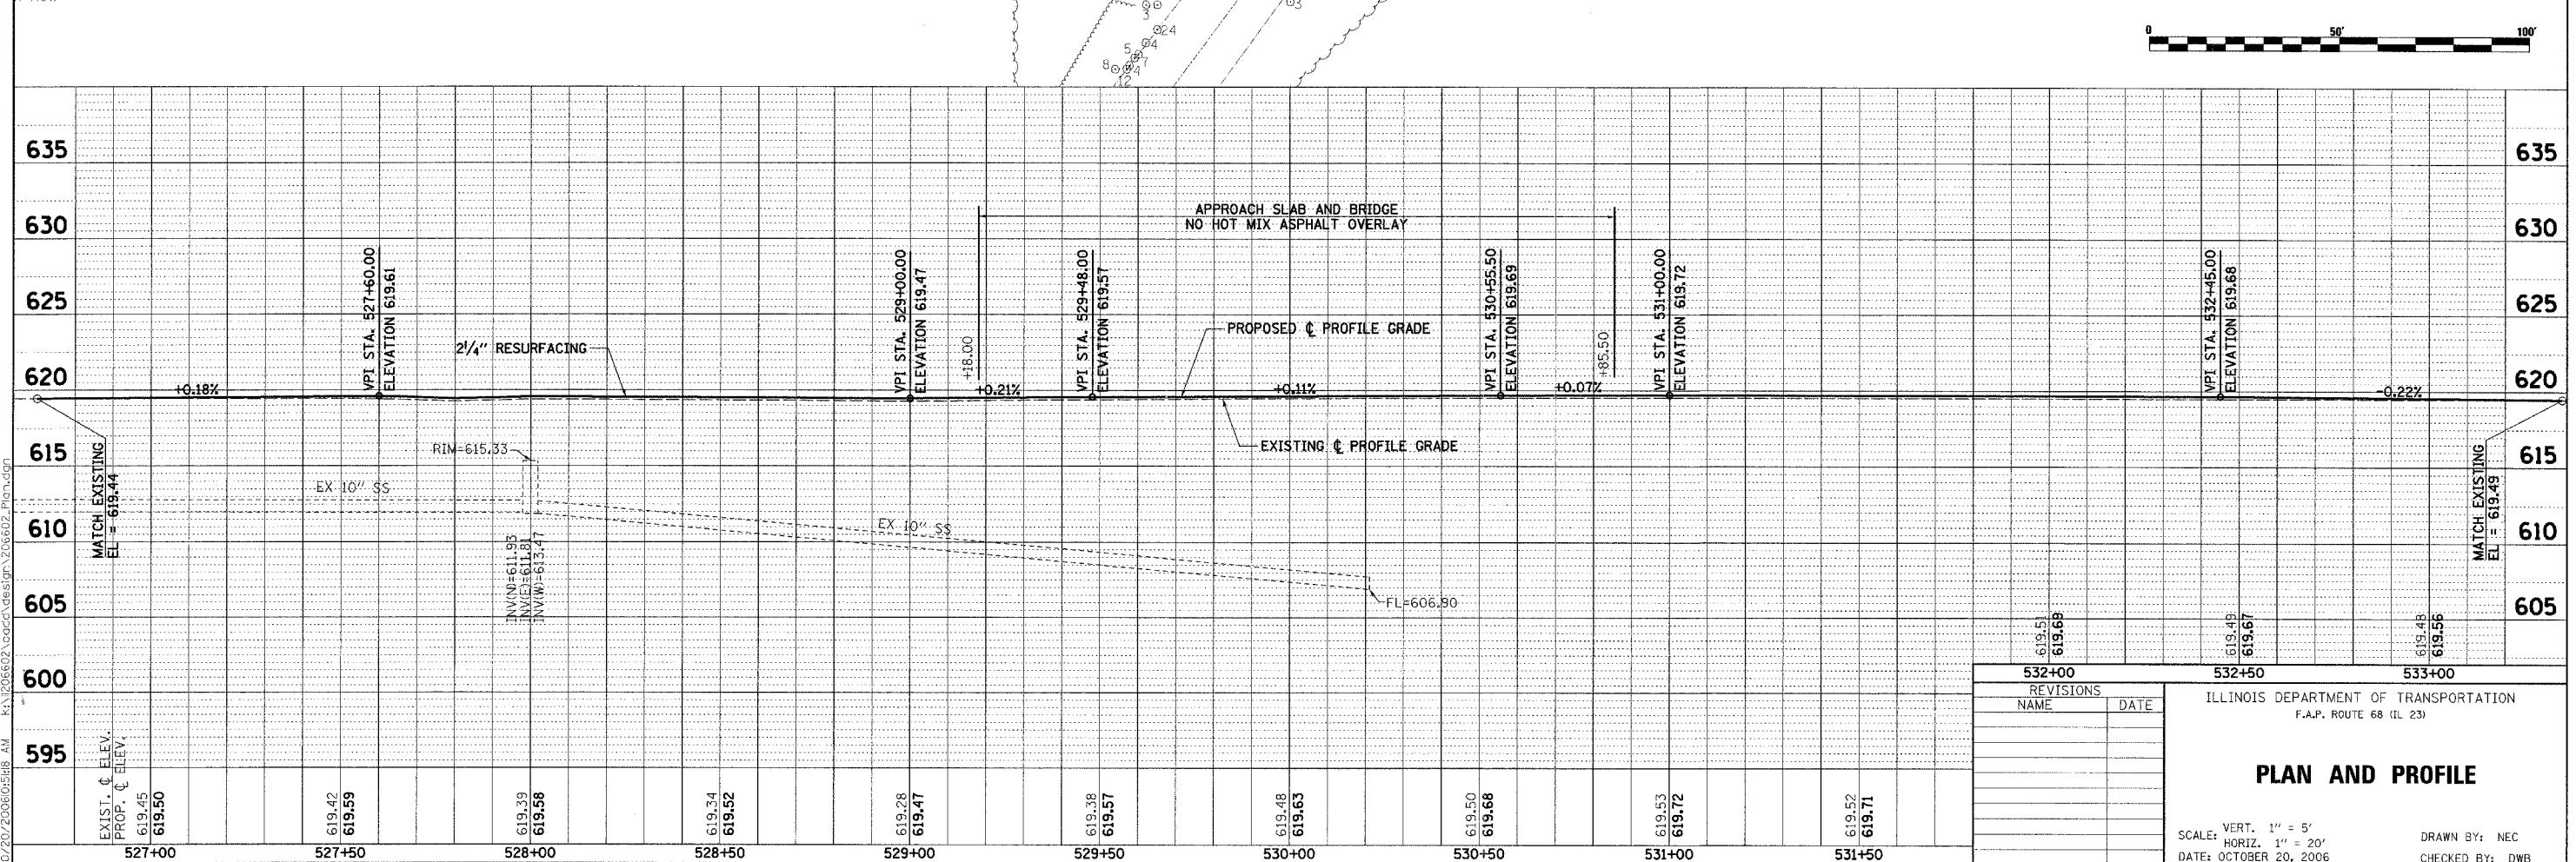 3
3
24
5
4
7
8
4
12
0
50'
100'
635
635
630
630
625
625
620
620
615
615
610
610
605
605
600
595
APPROACH SLAB AND BRIDGE
NO HOT MIX ASPHALT OVERLAY
VPI STA. 527+60.00
ELEVATION 619.61
VPI STA. 529+00.00
ELEVATION 619.47
+18.00
VPI STA. 529+48.00
ELEVATION 619.57
VPI STA. 530+55.50
ELEVATION 619.69
+85.50
VPI STA. 531+00.00
ELEVATION 619.72
VPI STA. 532+45.00
ELEVATION 619.68
2 1/4" RESURFACING
PROPOSED ℄ PROFILE GRADE
+0.18%
+0.21%
+0.11%
+0.07%
-0.22%
EXISTING ℄ PROFILE GRADE
MATCH EXISTING
EL = 619.44
MATCH EXISTING
EL = 619.49
RIM=615.33
EX 10" SS
EX 10" SS
INV(N)=611.93
INV(E)=611.81
INV(W)=613.47
FL=606.90
EXIST. ℄ ELEV.
PROP. ℄ ELEV.
619.45
619.50
619.42
619.59
619.39
619.58
619.34
619.52
619.28
619.47
619.38
619.57
619.48
619.63
619.50
619.68
619.53
619.72
619.52
619.71
619.51
619.69
619.49
619.67
619.48
619.56
527+00
527+50
528+00
528+50
529+00
529+50
530+00
530+50
531+00
531+50
532+00
532+50
533+00
REVISIONS
NAME
DATE
ILLINOIS DEPARTMENT OF TRANSPORTATION
F.A.P. ROUTE 68 (IL 23)
PLAN AND PROFILE
SCALE: VERT. 1" = 5'
HORIZ. 1" = 20'
DATE: OCTOBER 20, 2006
DRAWN BY: NEC
CHECKED BY: DWB